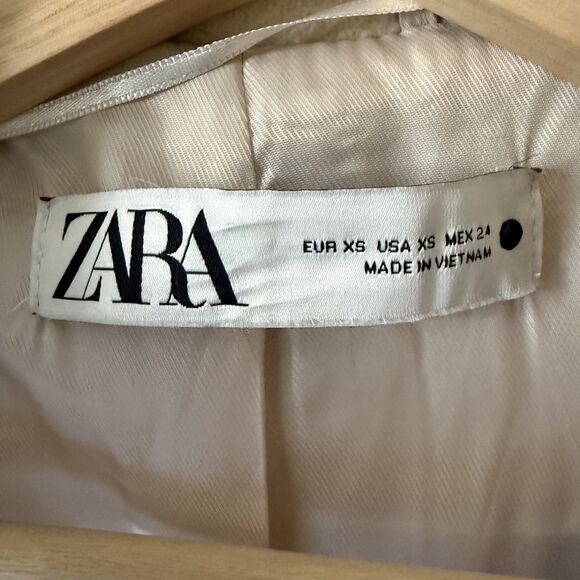 ZARA
EUR XS USA XS MEX 24
MADE IN VIETNAM